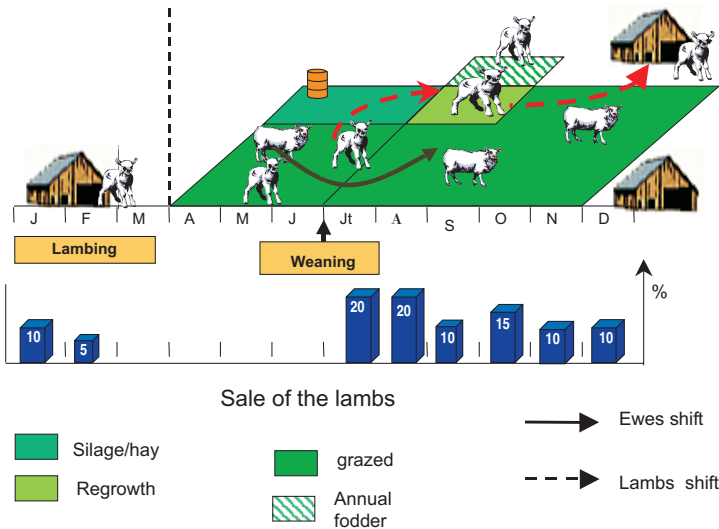 J F M A M J Jt A S O N D
Lambing
Weaning
%
10 5 20 20 10 15 10 10
Sale of the lambs
Silage/hay
Regrowth
grazed
Annual
fodder
Ewes shift
Lambs shift